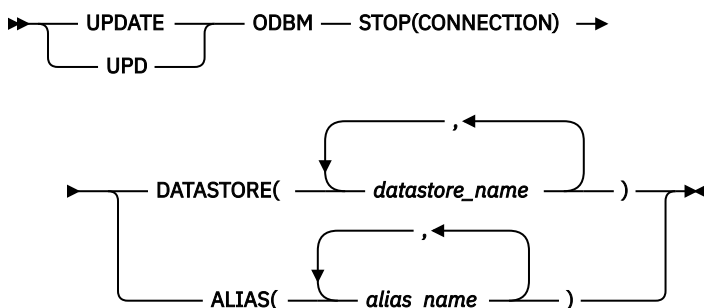 UPDATE ODBM STOP(CONNECTION)
UPD
,
DATASTORE( datastore_name )
,
ALIAS( alias_name )